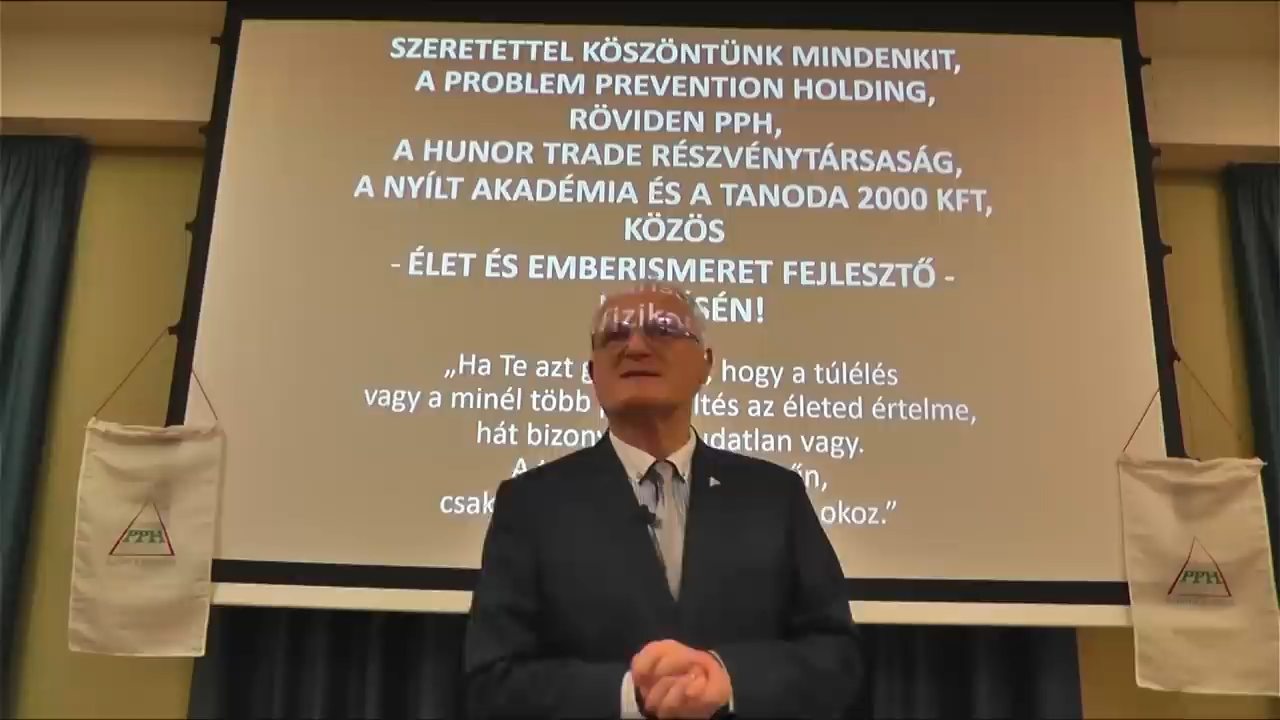 SZERETETTEL KÖSZÖNTÜNK MINDENKIT,
A PROBLEM PREVENTION HOLDING,
RÖVIDEN PPH,
A HUNOR TRADE RÉSZVÉNYTÁRSASÁG,
A NYÍLT AKADÉMIA ÉS A TANODA 2000 KFT,
KÖZÖS
- ÉLET ÉS EMBERISMERET FEJLESZTŐ -
SÉN!
„Ha Te azt hogy a túlélés
vagy a minél több az életed értelme,
hát vagy.
csak okoz.”
PPH
PPH